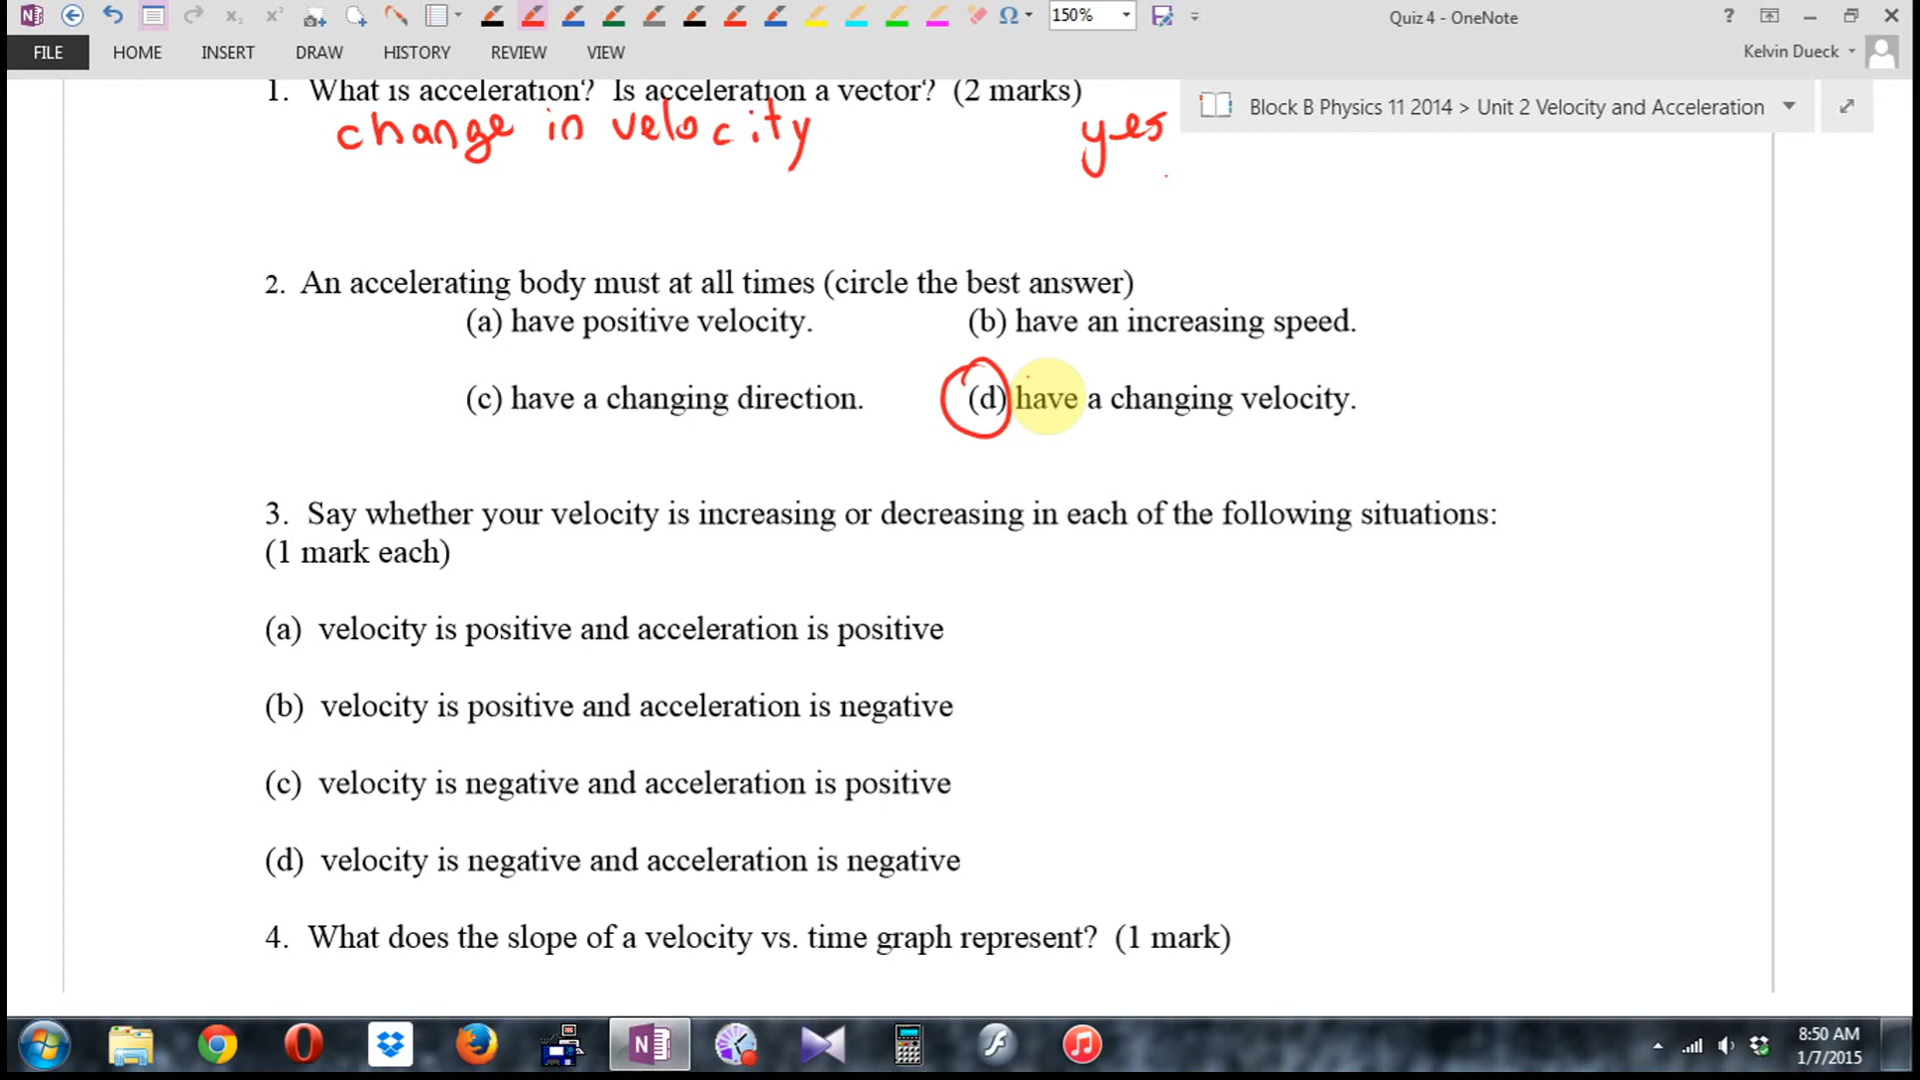 150%
Quiz 4 - OneNote
?
FILE HOME INSERT DRAW HISTORY REVIEW VIEW
Kelvin Dueck
1. What is acceleration? Is acceleration a vector? (2 marks)
Block B Physics 11 2014 > Unit 2 Velocity and Acceleration
change in velocity yes
2. An accelerating body must at all times (circle the best answer)
(a) have positive velocity. (b) have an increasing speed.
(c) have a changing direction. (d) have a changing velocity.
3. Say whether your velocity is increasing or decreasing in each of the following situations:
(1 mark each)
(a) velocity is positive and acceleration is positive
(b) velocity is positive and acceleration is negative
(c) velocity is negative and acceleration is positive
(d) velocity is negative and acceleration is negative
4. What does the slope of a velocity vs. time graph represent? (1 mark)
8:50 AM
1/7/2015